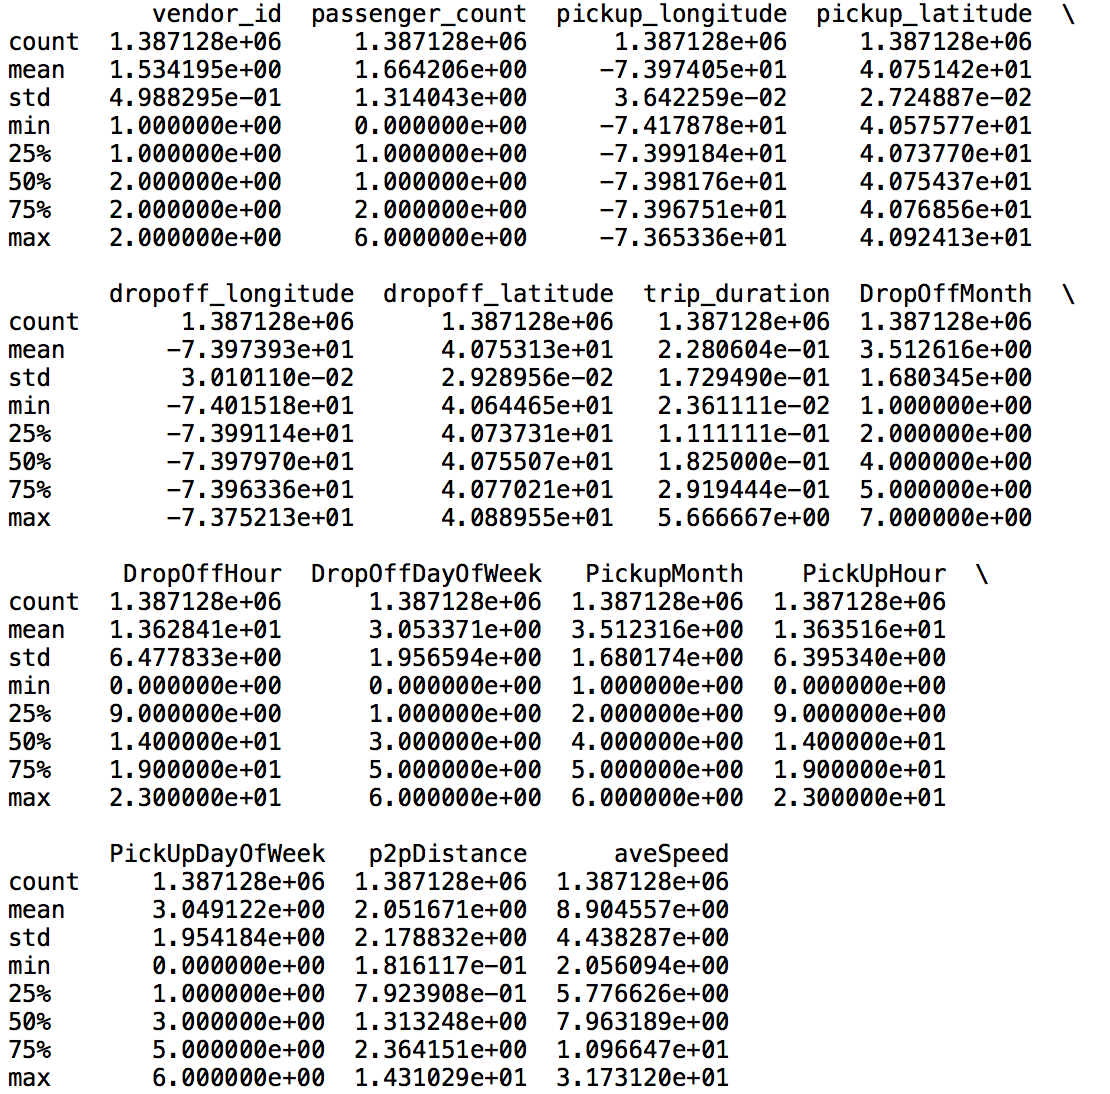 vendor_id  passenger_count  pickup_longitude  pickup_latitude  \
count  1.387128e+06     1.387128e+06      1.387128e+06     1.387128e+06
mean   1.534195e+00     1.664206e+00     -7.397405e+01     4.075142e+01
std    4.988295e-01     1.314043e+00      3.642259e-02     2.724887e-02
min    1.000000e+00     0.000000e+00     -7.417878e+01     4.057577e+01
25%    1.000000e+00     1.000000e+00     -7.399184e+01     4.073770e+01
50%    2.000000e+00     1.000000e+00     -7.398176e+01     4.075437e+01
75%    2.000000e+00     2.000000e+00     -7.396751e+01     4.076856e+01
max    2.000000e+00     6.000000e+00     -7.365336e+01     4.092413e+01

       dropoff_longitude  dropoff_latitude  trip_duration  DropOffMonth  \
count       1.387128e+06      1.387128e+06   1.387128e+06  1.387128e+06
mean       -7.397393e+01      4.075313e+01   2.280604e-01  3.512616e+00
std         3.010110e-02      2.928956e-02   1.729490e-01  1.680345e+00
min        -7.401518e+01      4.064465e+01   2.361111e-02  1.000000e+00
25%        -7.399114e+01      4.073731e+01   1.111111e-01  2.000000e+00
50%        -7.397970e+01      4.075507e+01   1.825000e-01  4.000000e+00
75%        -7.396336e+01      4.077021e+01   2.919444e-01  5.000000e+00
max        -7.375213e+01      4.088955e+01   5.666667e+00  7.000000e+00

        DropOffHour  DropOffDayOfWeek   PickupMonth    PickUpHour  \
count  1.387128e+06      1.387128e+06  1.387128e+06  1.387128e+06
mean   1.362841e+01      3.053371e+00  3.512316e+00  1.363516e+01
std    6.477833e+00      1.956594e+00  1.680174e+00  6.395340e+00
min    0.000000e+00      0.000000e+00  1.000000e+00  0.000000e+00
25%    9.000000e+00      1.000000e+00  2.000000e+00  9.000000e+00
50%    1.400000e+01      3.000000e+00  4.000000e+00  1.400000e+01
75%    1.900000e+01      5.000000e+00  5.000000e+00  1.900000e+01
max    2.300000e+01      6.000000e+00  6.000000e+00  2.300000e+01

       PickUpDayOfWeek   p2pDistance      aveSpeed
count     1.387128e+06  1.387128e+06  1.387128e+06
mean      3.049122e+00  2.051671e+00  8.904557e+00
std       1.954184e+00  2.178832e+00  4.438287e+00
min       0.000000e+00  1.816117e-01  2.056094e+00
25%       1.000000e+00  7.923908e-01  5.776626e+00
50%       3.000000e+00  1.313248e+00  7.963189e+00
75%       5.000000e+00  2.364151e+00  1.096647e+01
max       6.000000e+00  1.431029e+01  3.173120e+01